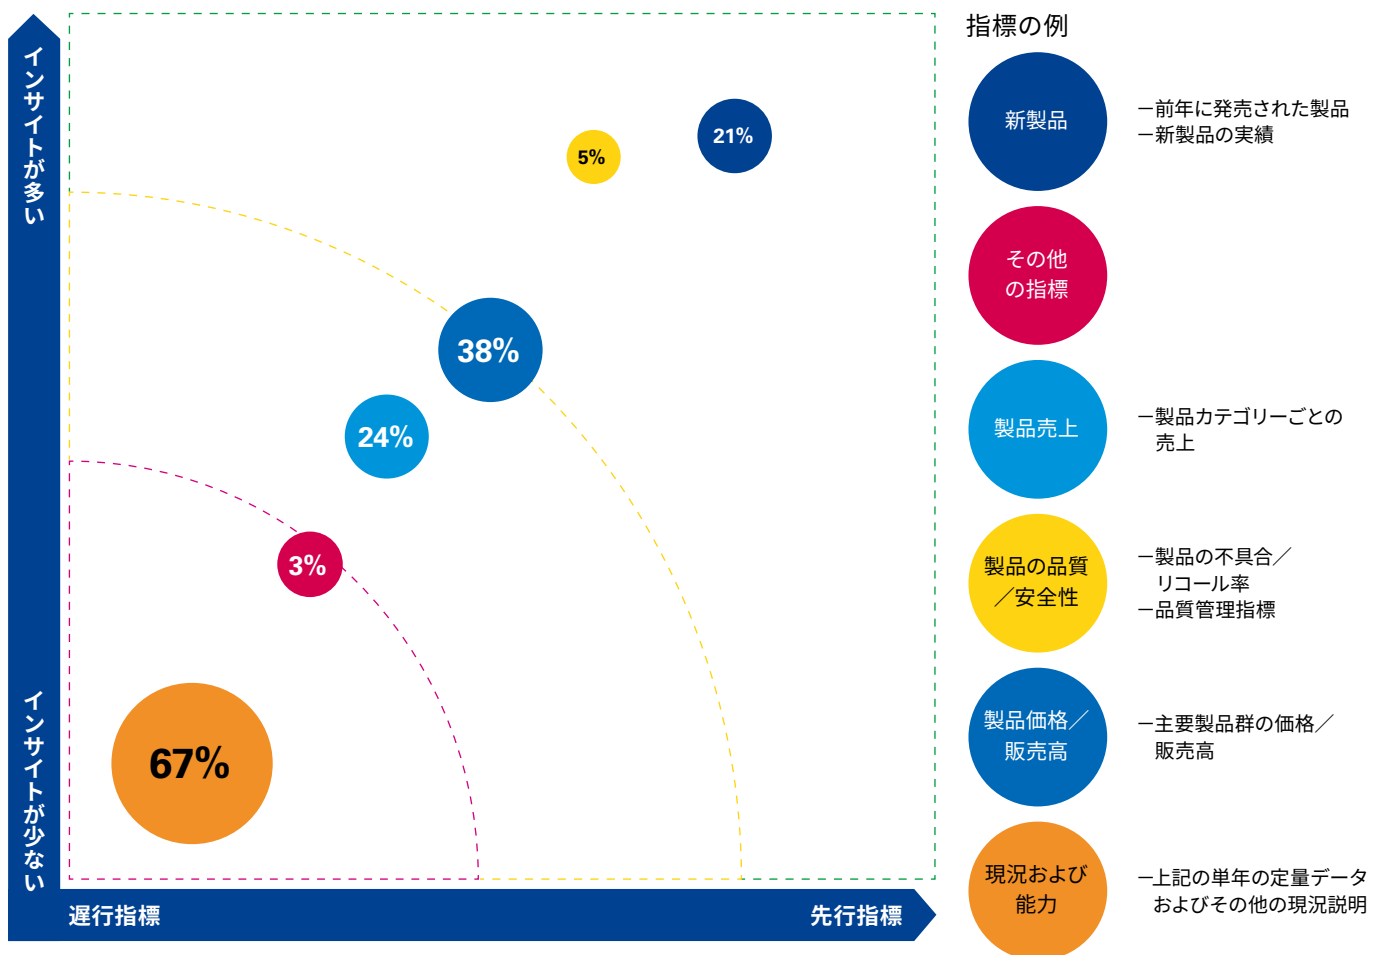 インサイトが多い
インサイトが少ない
遅行指標
先行指標
5%
21%
38%
24%
3%
67%
指標の例
新製品
－前年に発売された製品
－新製品の実績
その他
の指標
製品売上
－製品カテゴリーごとの
売上
製品の品質
／安全性
－製品の不具合／
リコール率
－品質管理指標
製品価格／
販売高
－主要製品群の価格／
販売高
現況および
能力
－上記の単年の定量データ
およびその他の現況説明